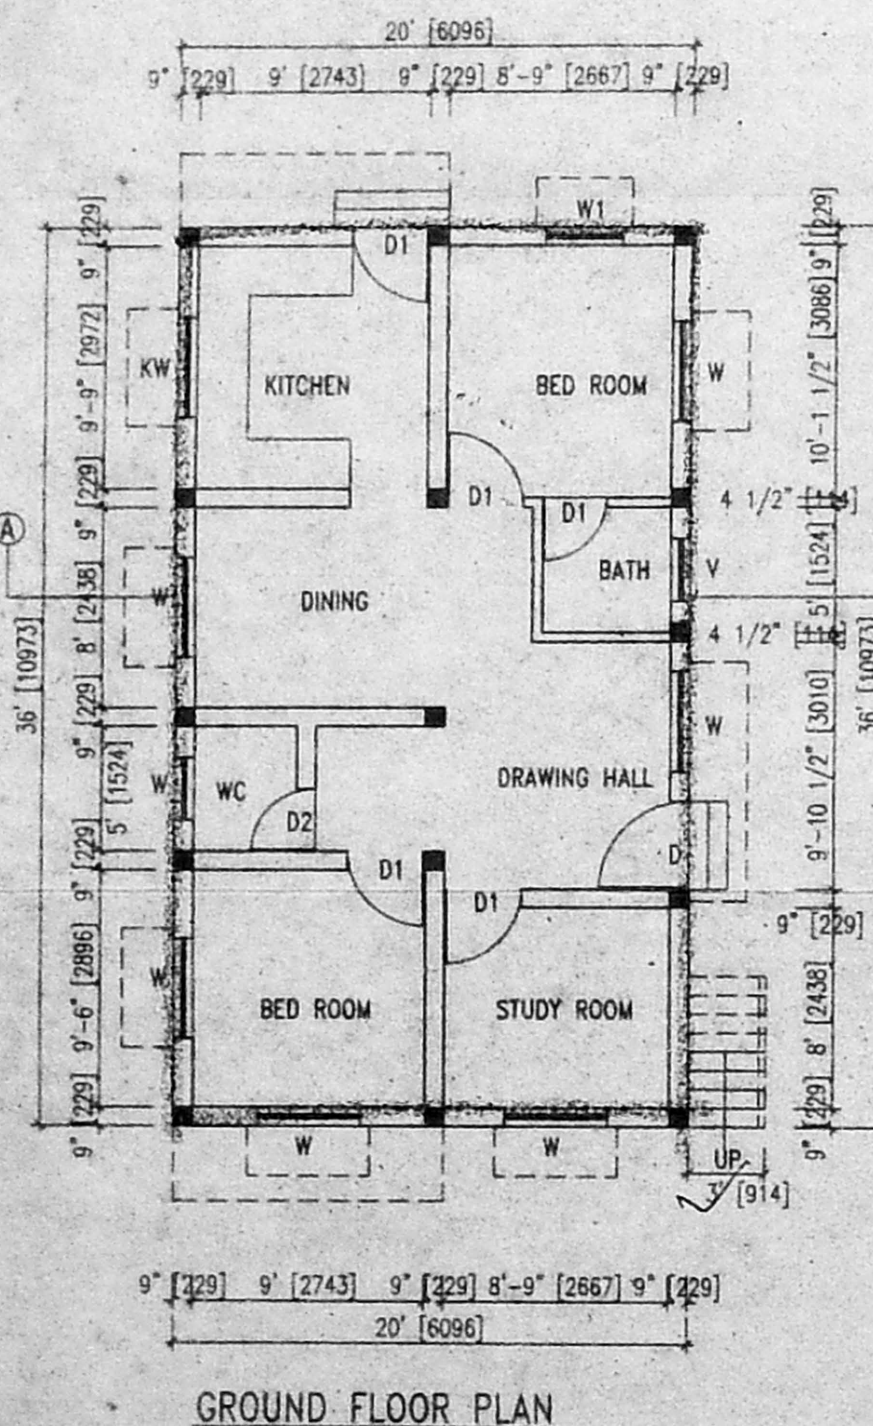 20' [6096]
9" [229] 9' [2743] 9" [229] 8'-9" [2667] 9" [229]
W1
D1
KW
KITCHEN
BED ROOM
W
D1
D1
4 1/2"
A
BATH
V
W
DINING
4 1/2"
W
DRAWING HALL
W
WC
D2
D
D1
D1
W
BED ROOM
STUDY ROOM
W
W
UP
3' [914]
36' [10973]
9" [229]
9'-9" [2972]
9" [229]
8' [2438]
9" [229]
5' [1524]
9" [229]
9'-6" [2896]
9" [229]
9" [229]
10'-1 1/2" [3086]
5' [1524]
9'-10 1/2" [3010]
9" [229]
8' [2438]
9" [229]
36' [10973]
9" [229] 9' [2743] 9" [229] 8'-9" [2667] 9" [229]
20' [6096]
GROUND FLOOR PLAN